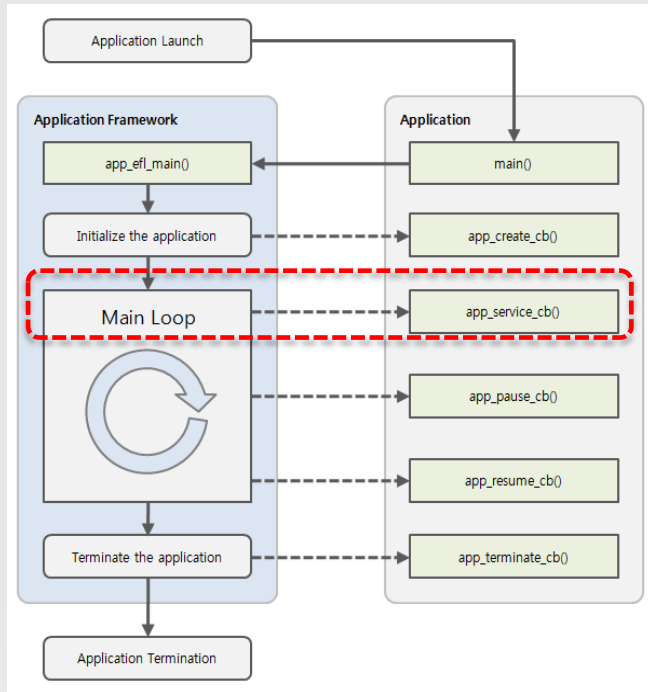 Application Launch
Application Framework
Application
app_efl_main()
main()
Initialize the application
app_create_cb()
Main Loop
app_service_cb()
app_pause_cb()
app_resume_cb()
Terminate the application
app_terminate_cb()
Application Termination